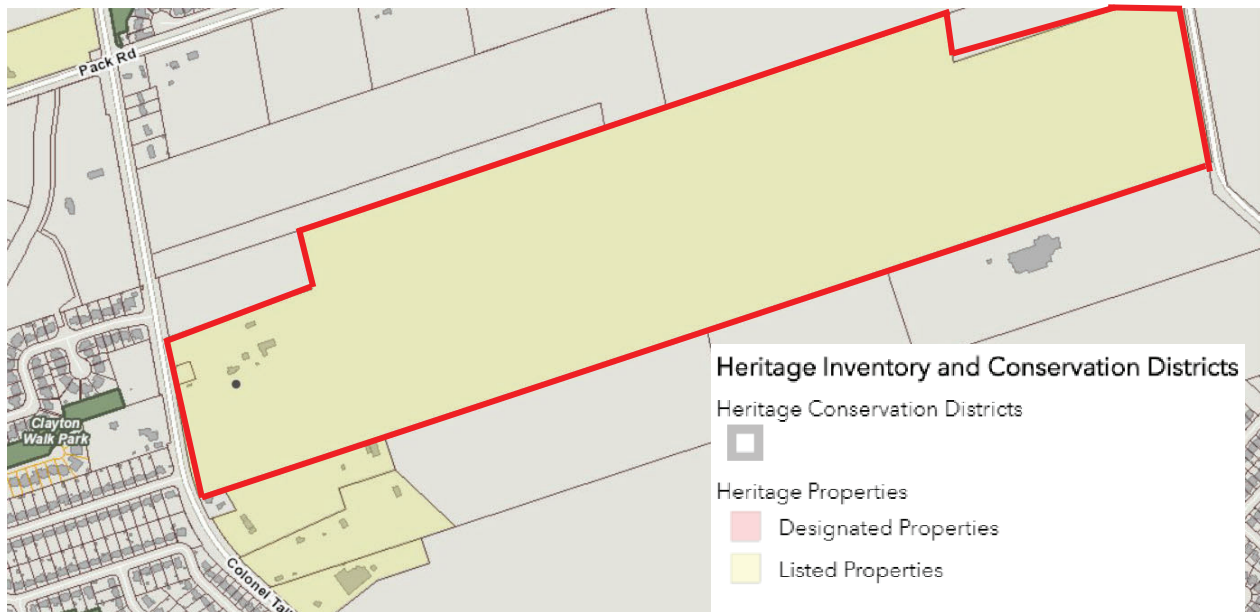 Pack Rd
Clayton
Walk Park
Colonel
Heritage Inventory and Conservation Districts
Heritage Conservation Districts
Heritage Properties
Designated Properties
Listed Properties